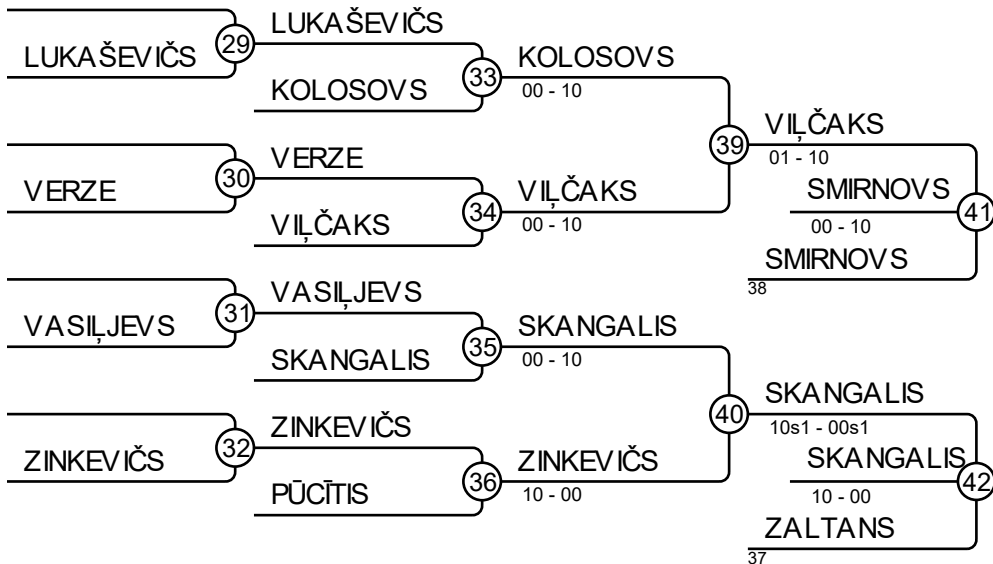 LUKAŠEVIČS
29
LUKAŠEVIČS
KOLOSOVS
33
KOLOSOVS
00 - 10
VERZE
30
VERZE
VIĻČAKS
34
VIĻČAKS
00 - 10
39
VIĻČAKS
01 - 10
SMIRNOVS
00 - 10
41
SMIRNOVS
38
VASIĻJEVS
31
VASIĻJEVS
SKANGALIS
35
SKANGALIS
00 - 10
ZINKEVIČS
32
ZINKEVIČS
PŪCĪTIS
36
ZINKEVIČS
10 - 00
40
SKANGALIS
10s1 - 00s1
SKANGALIS
10 - 00
42
ZALTANS
37